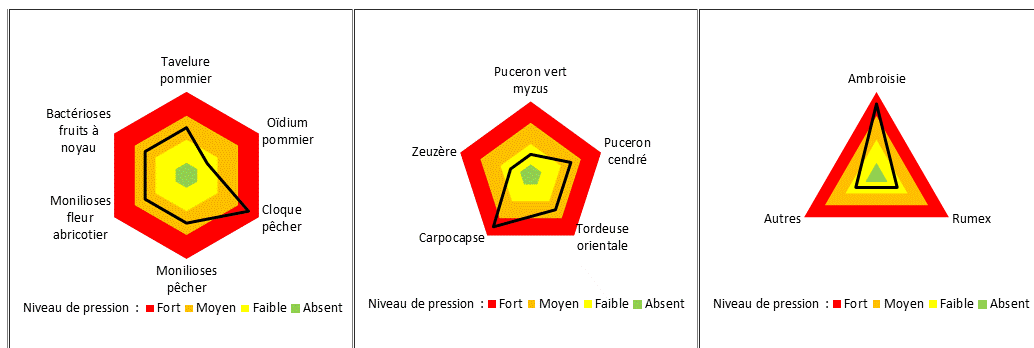 Tavelure
pommier
Oïdium
pommier
Cloque
pêcher
Monilioses
pêcher
Monilioses
fleur
abricotier
Bactérioses
fruits à
noyau
Niveau de pression : Fort Moyen Faible Absent
Puceron vert
myzus
Puceron
cendré
Tordeuse
orientale
Carpocapse
Zeuzère
Niveau de pression : Fort Moyen Faible Absent
Ambroisie
Rumex
Autres
Niveau de pression : Fort Moyen Faible Absent